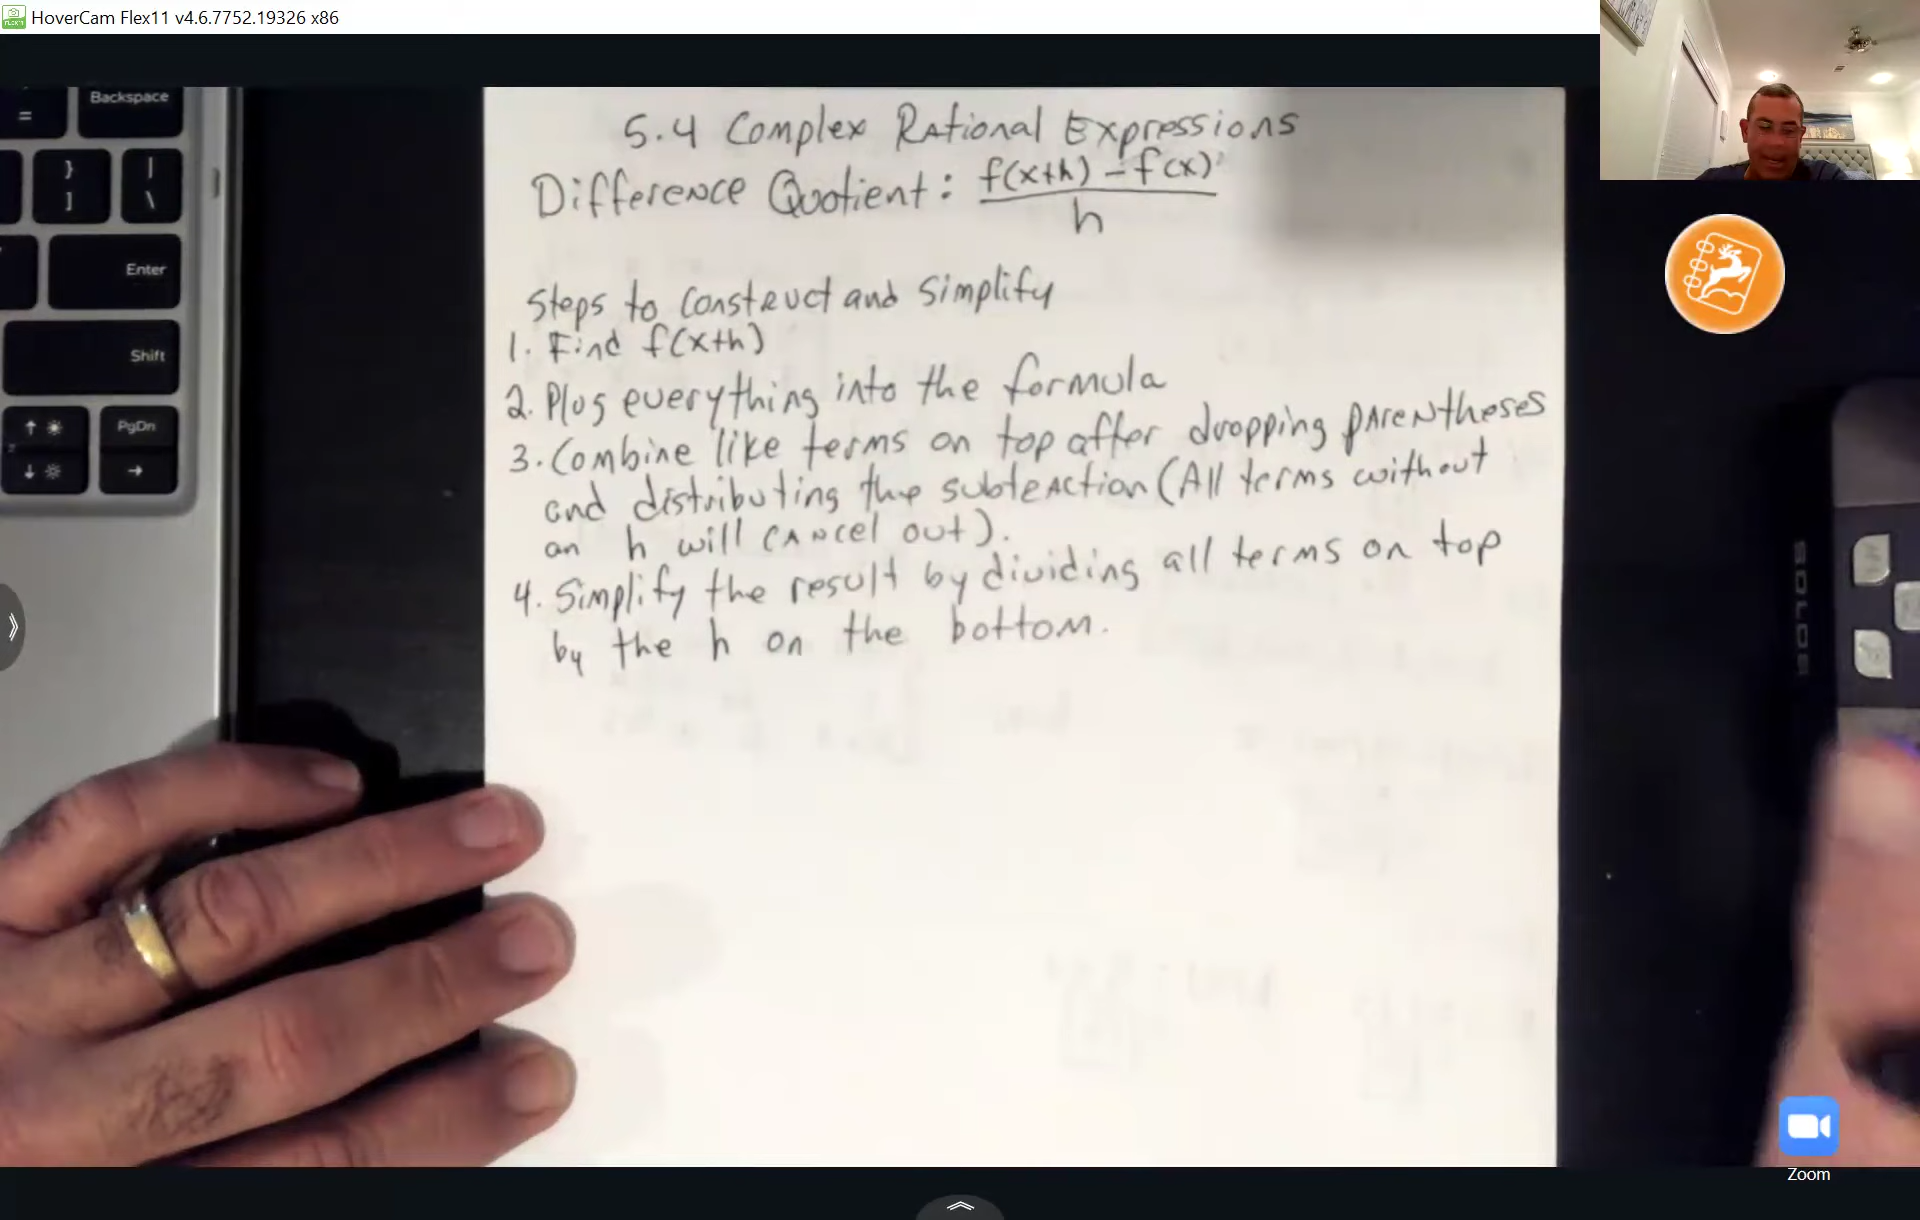 HoverCam Flex11 v4.6.7752.19326 x86
=
Backspace
}
]
|
\
Enter
Shift
PgDn
5.4 Complex Rational Expressions
Difference Quotient: f(x+h) - f(x)
h
Steps to construct and simplify
1. Find f(x+h)
2. Plug everything into the formula
3. Combine like terms on top after dropping parentheses
and distributing the subtraction (All terms without
an h will cancel out).
4. Simplify the result by dividing all terms on top
by the h on the bottom.
Zoom